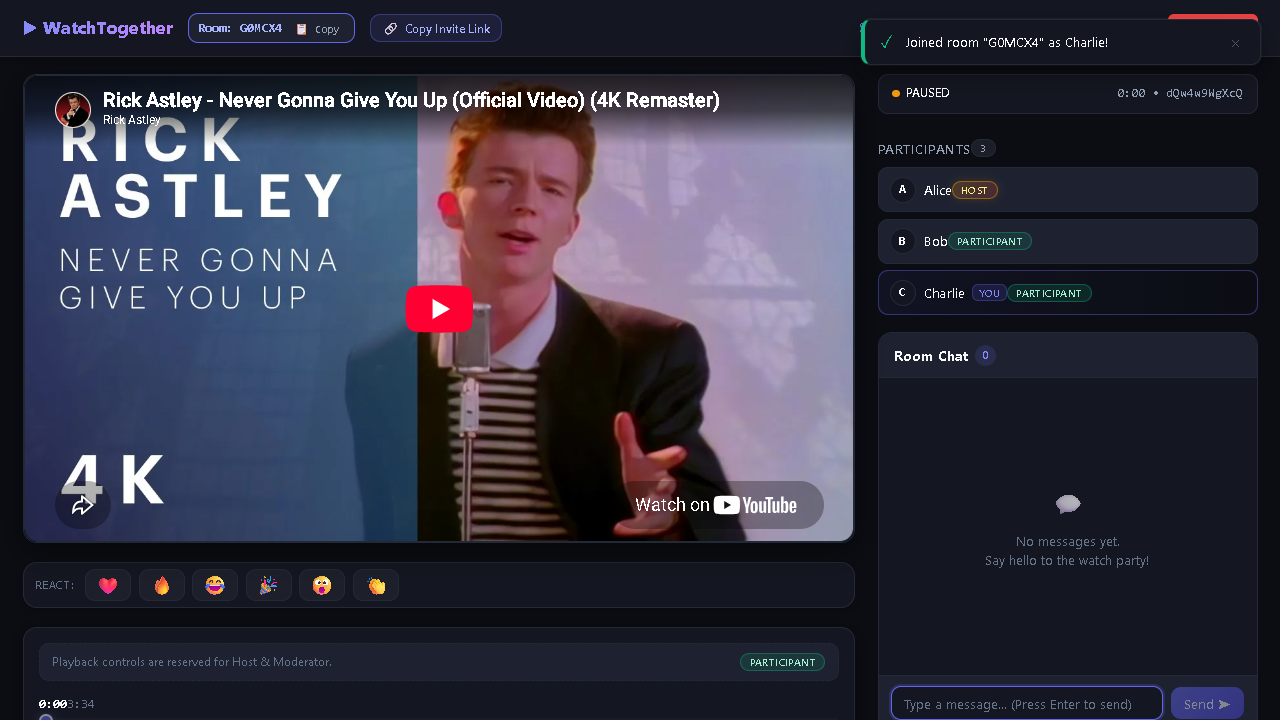 WatchTogether
Room: G0MCX4 Copy
Copy Invite Link
Joined room "G0MCX4" as Charlie!
Rick Astley - Never Gonna Give You Up (Official Video) (4K Remaster)
Rick Astley
RICK
ASTLEY
NEVER GONNA
GIVE YOU UP
4K
Watch on YouTube
PAUSED
0:00 • dQw4w9WgXcQ
PARTICIPANTS 3
A Alice HOST
B Bob PARTICIPANT
C Charlie YOU PARTICIPANT
Room Chat 0
No messages yet.
Say hello to the watch party!
REACT:
Playback controls are reserved for Host & Moderator.
PARTICIPANT
0:00 3:34
Type a message... (Press Enter to send)
Send